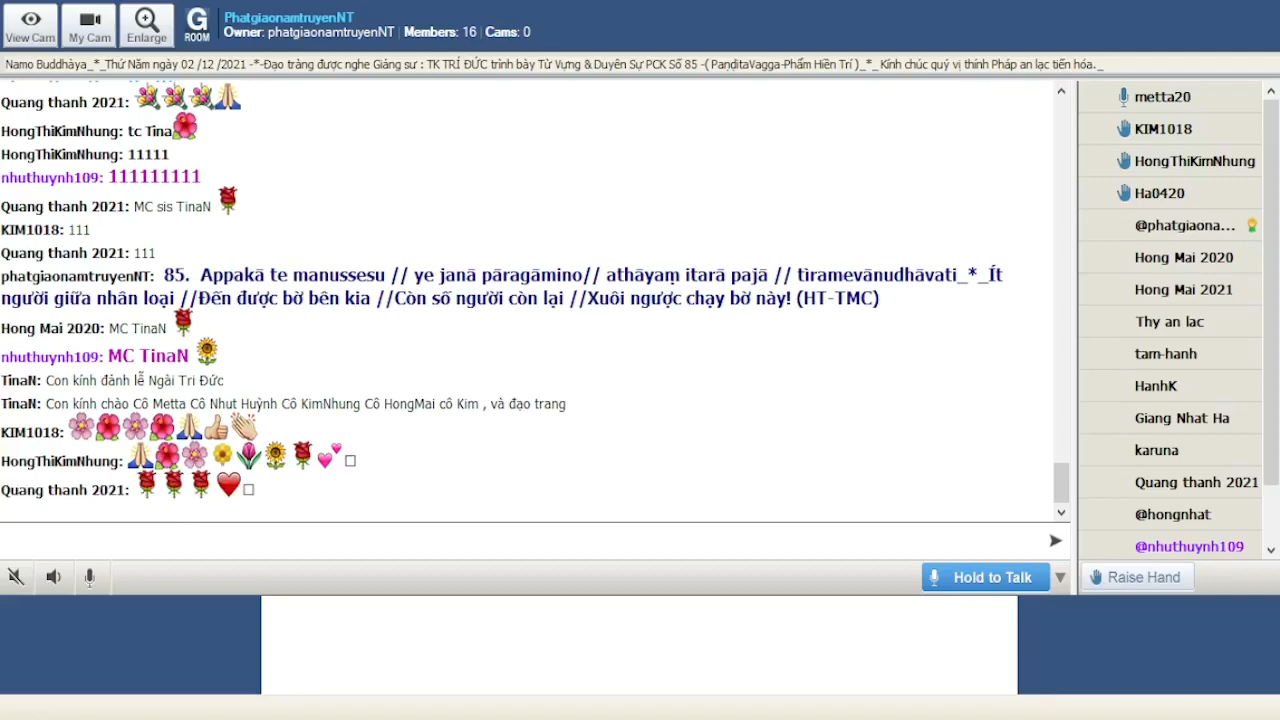 View Cam
My Cam
Enlarge
G
ROOM
PhatgiaonamtruyenNT
Owner: phatgiaonamtruyenNT | Members: 16 | Cams: 0
Namo Buddhàya_*_Thứ Năm ngày 02 /12 /2021 -*-Đạo tràng được nghe Giảng sư : TK TRÍ ĐỨC trình bày Từ Vựng & Duyên Sự PCK Số 85 -( PaṇḍitaVagga-Phẩm Hiền Trí )_*_ Kính chúc quý vị thính Pháp an lạc tiến hóa._
Quang thanh 2021:
HongThiKimNhung: tc Tina
HongThiKimNhung: 11111
nhuthuynh109: 111111111
Quang thanh 2021: MC sis TinaN
KIM1018: 111
Quang thanh 2021: 111
phatgiaonamtruyenNT: 85. Appakā te manussesu // ye janā pāragāmino// athāyaṃ itarā pajā // tìramevānudhāvati_*_Ít
người giữa nhân loại //Đến được bờ bên kia //Còn số người còn lại //Xuôi ngược chạy bờ này! (HT-TMC)
Hong Mai 2020: MC TinaN
nhuthuynh109: MC TinaN
TinaN: Con kính đảnh lễ Ngài Tri Đức
TinaN: Con kính chào Cô Metta Cô Nhut Huỳnh Cô KimNhung Cô HongMai cô Kim , và đạo trang
KIM1018:
HongThiKimNhung:
Quang thanh 2021:
metta20
KIM1018
HongThiKimNhung
Ha0420
@phatgiaona...
Hong Mai 2020
Hong Mai 2021
Thy an lac
tam-hanh
HanhK
Giang Nhat Ha
karuna
Quang thanh 2021
@hongnhat
@nhuthuynh109
Hold to Talk
Raise Hand